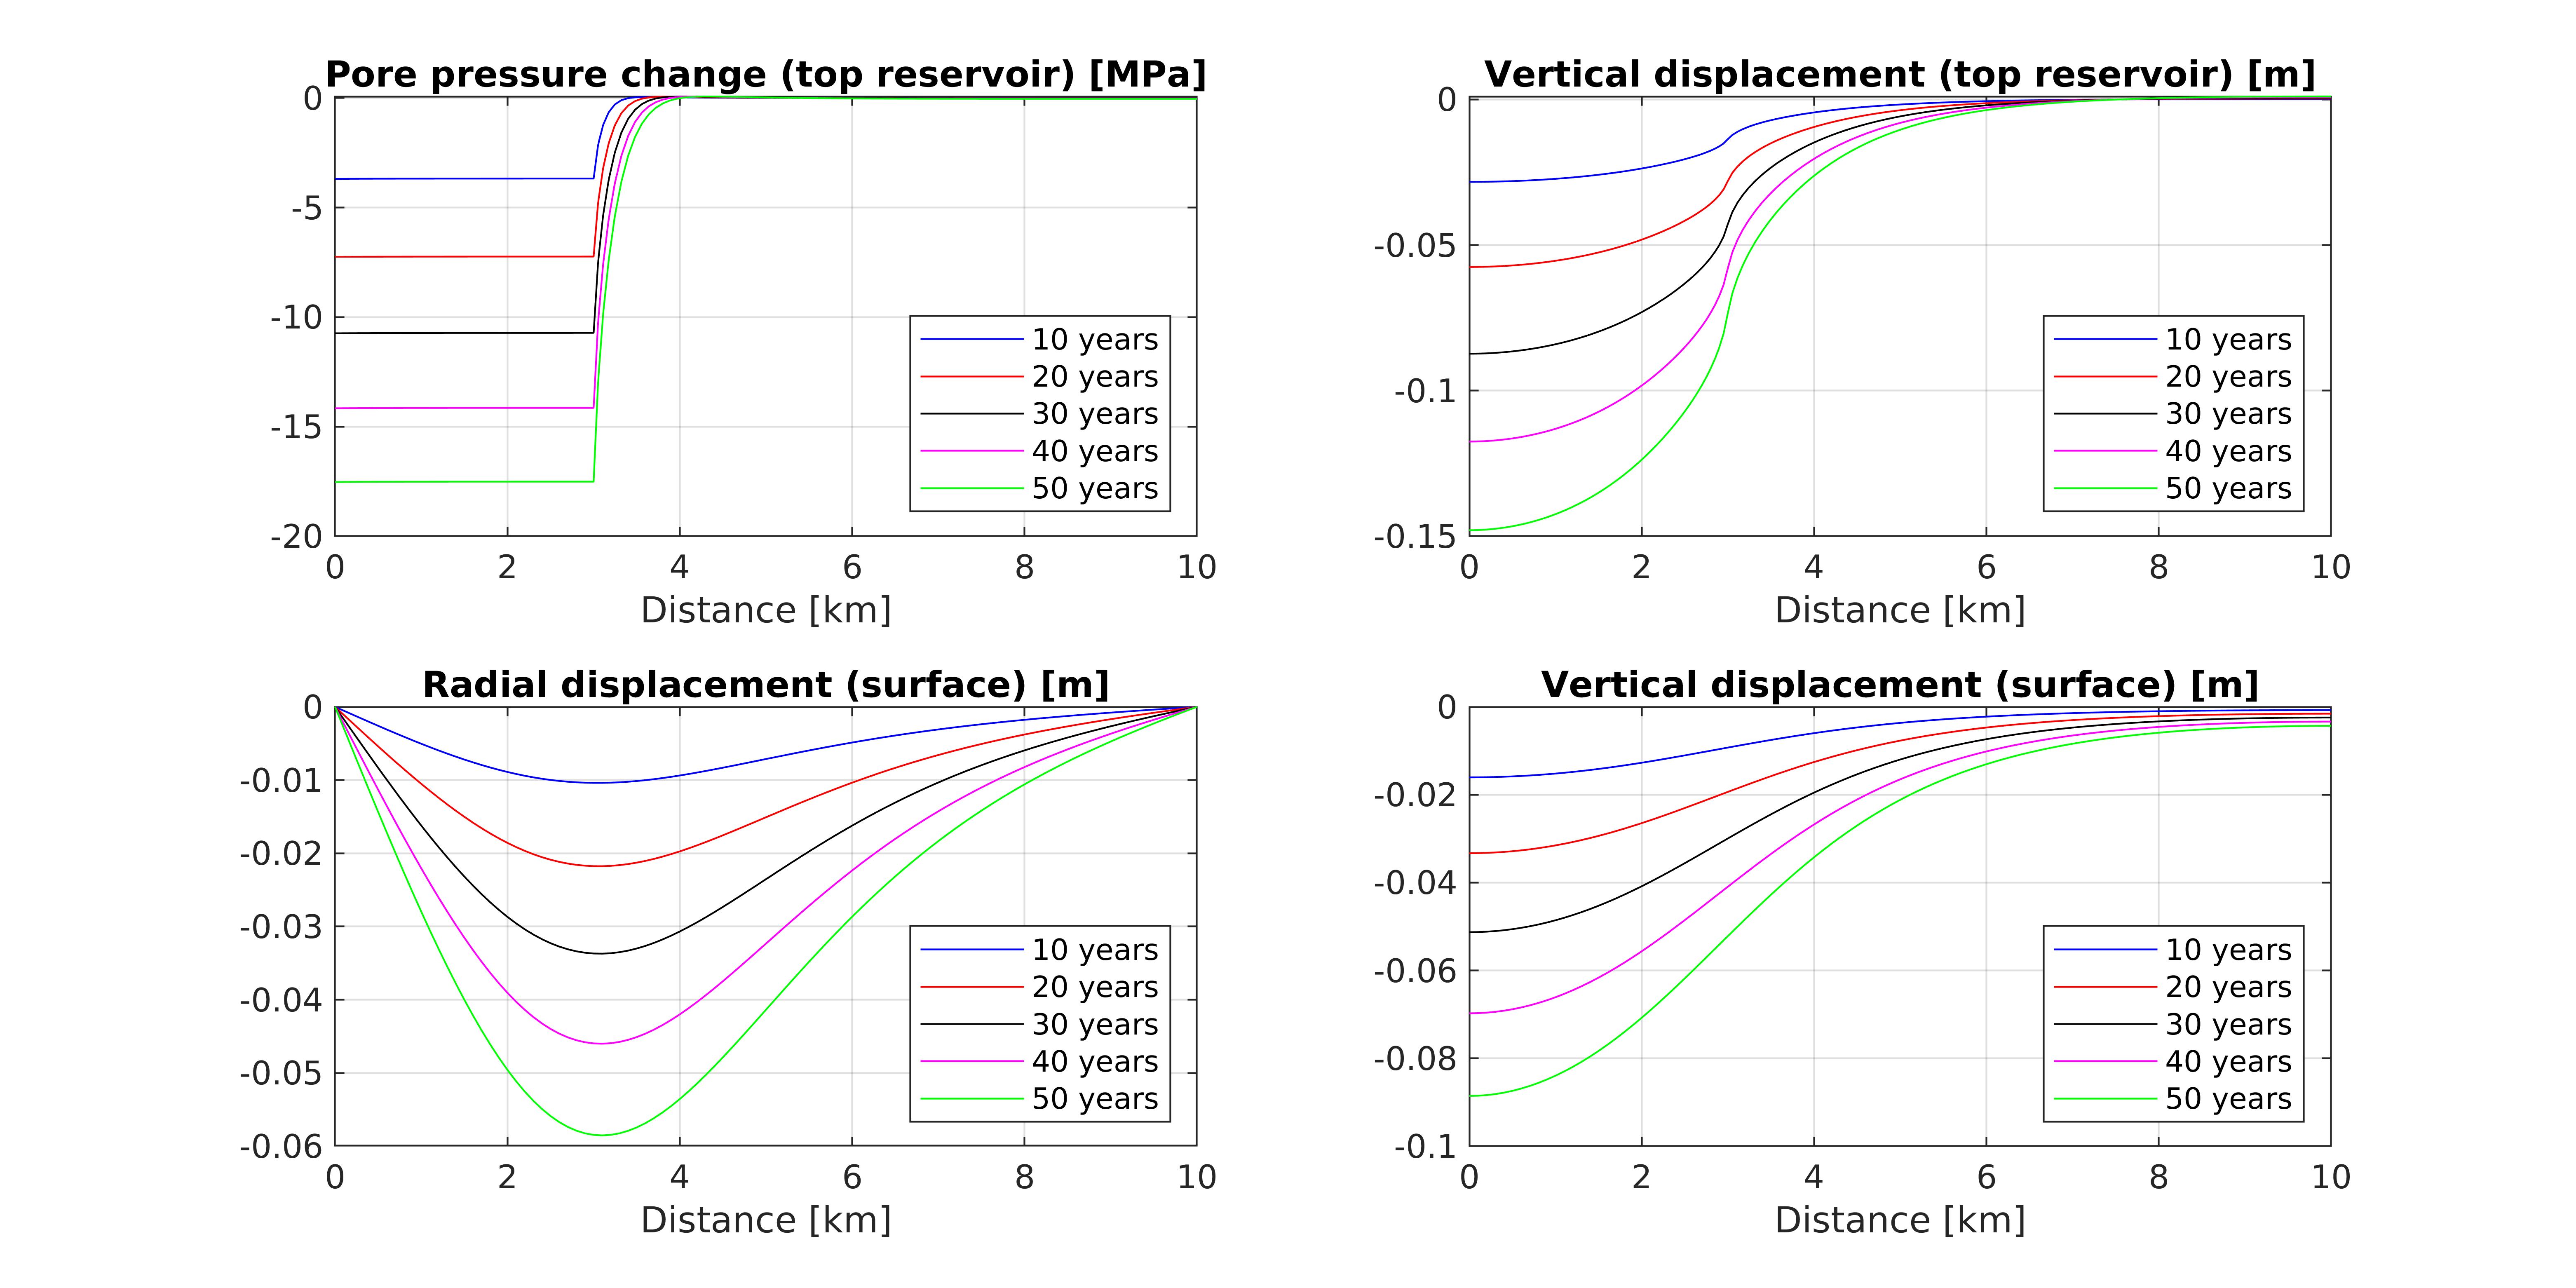 Pore pressure change (top reservoir) [MPa]
0
-5
-10
-15
-20
0 2 4 6 8 10
Distance [km]
10 years
20 years
30 years
40 years
50 years
Vertical displacement (top reservoir) [m]
0
-0.05
-0.1
-0.15
0 2 4 6 8 10
Distance [km]
10 years
20 years
30 years
40 years
50 years
Radial displacement (surface) [m]
0
-0.01
-0.02
-0.03
-0.04
-0.05
-0.06
0 2 4 6 8 10
Distance [km]
10 years
20 years
30 years
40 years
50 years
Vertical displacement (surface) [m]
0
-0.02
-0.04
-0.06
-0.08
-0.1
0 2 4 6 8 10
Distance [km]
10 years
20 years
30 years
40 years
50 years